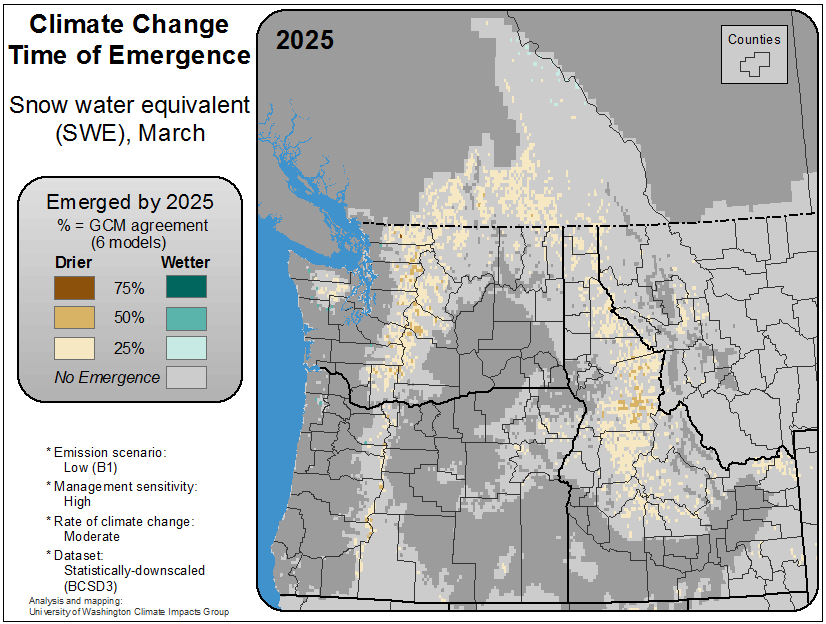 Climate Change
Time of Emergence
Snow water equivalent
(SWE), March
Emerged by 2025
% = GCM agreement
(6 models)
Drier
Wetter
75%
50%
25%
No Emergence
* Emission scenario:
Low (B1)
* Management sensitivity:
High
* Rate of climate change:
Moderate
* Dataset:
Statistically-downscaled
(BCSD3)
Analysis and mapping:
University of Washington Climate Impacts Group
2025
Counties